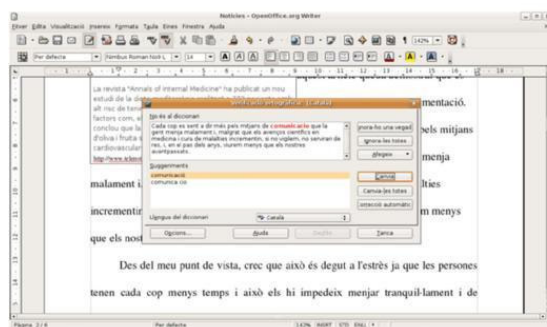 Notícies - OpenOffice.org Writer
Fitxer Edita Visualització Insereix Formata Taula Eines Finestra Ajuda
Per defecte Nimbus Roman No9 L 14
142%
La revista "Annals of Internal Medicine" ha publicat un nou
estudi de la
alt risc de
factors com,
conclou que la
d'oliva i fruita
cardiovascular
Verificació ortogràfica: (Català)
No és al diccionari
Cada cop es sent a dir més pels mitjans de comunicacio que la
gent menja malament i, malgrat que els avenços científics en
medicina i cura de malalties incrementin, si no vigilem, no serviran de
res, i, en el pas dels anys, viurem menys que els nostres
avantpassats.
Ignora-ho una vegada
Ignora-les totes
Afegeix
Suggeriments
comunicació
comunica cio
Canvia
Canvia-les totes
Correcció automàtica
Llengua del diccionari Català
Opcions... Ajuda Desfés Tanca
mentació.
pels mitjans
menja
malament i
lties
incrementin
m menys
que els nost
Des del meu punt de vista, crec que això és degut a l'estrès ja que les persones
tenen cada cop menys temps i això els hi impedeix menjar tranquil·lament i de
Pàgina 2 / 6 Per defecte 142% INSERT STD ENLL *